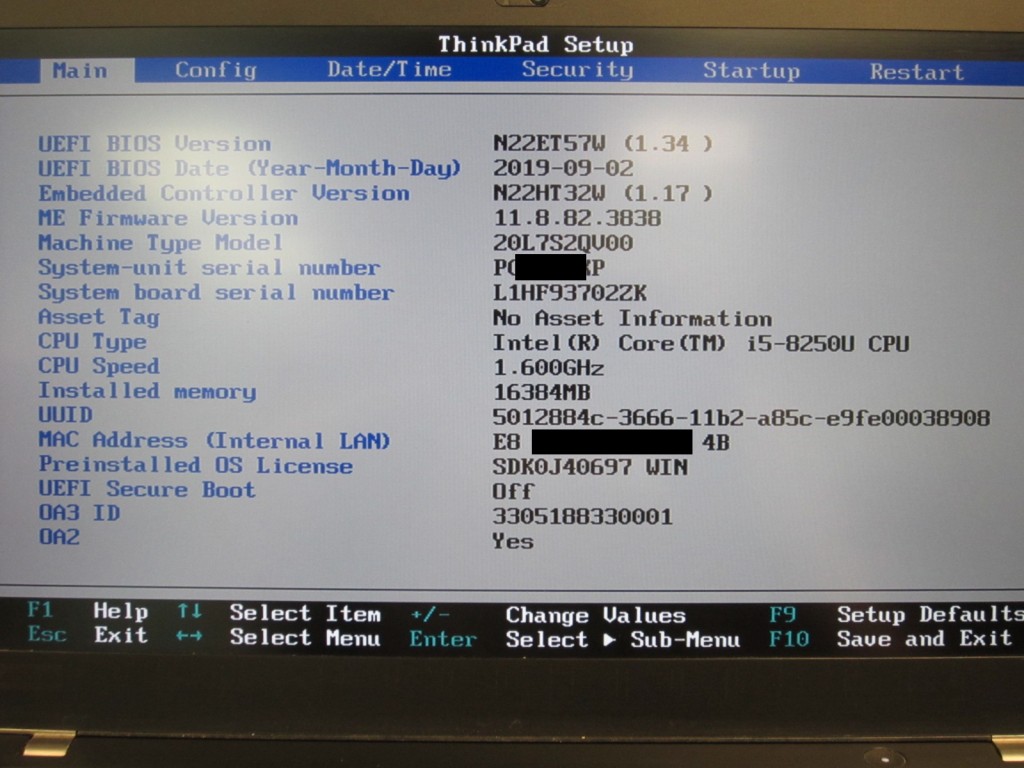 ThinkPad Setup
Main Config Date/Time Security Startup Restart
UEFI BIOS Version N22ET57W (1.34 )
UEFI BIOS Date (Year-Month-Day) 2019-09-02
Embedded Controller Version N22HT32W (1.17 )
ME Firmware Version 11.8.82.3838
Machine Type Model 20L7S2QV00
System-unit serial number P KP
System board serial number L1HF93702ZK
Asset Tag No Asset Information
CPU Type Intel(R) Core(TM) i5-8250U CPU
CPU Speed 1.600GHz
Installed memory 16384MB
UUID 5012884c-3666-11b2-a85c-e9fe00038908
MAC Address (Internal LAN) E8 4B
Preinstalled OS License SDK0J40697 WIN
UEFI Secure Boot Off
OA3 ID 3305188330001
OA2 Yes
F1 Help ↑↓ Select Item +/- Change Values F9 Setup Defaults
Esc Exit ←→ Select Menu Enter Select ▶ Sub-Menu F10 Save and Exit